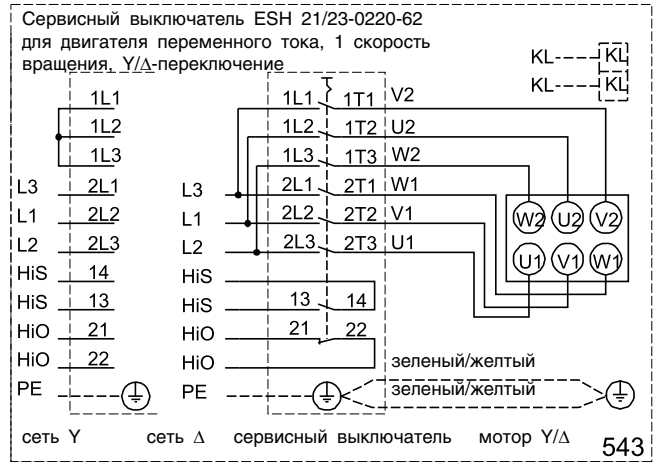 Сервисный выключатель ESH 21/23-0220-62
для двигателя переменного тока, 1 скорость
вращения, Y/Δ-переключение
KL KL
KL KL
1L1 1L1 1T1 V2
1L2 1L2 1T2 U2
1L3 1L3 1T3 W2
L3 2L1 L3 2L1 2T1 W1
L1 2L2 L1 2L2 2T2 V1
L2 2L3 L2 2L3 2T3 U1
W2 U2 V2
U1 V1 W1
HiS 14 HiS
HiS 13 HiS 13 14
HiO 21 HiO 21 22
HiO 22 HiO
зеленый/желтый
PE PE зеленый/желтый
сеть Y сеть Δ сервисный выключатель мотор Y/Δ
543